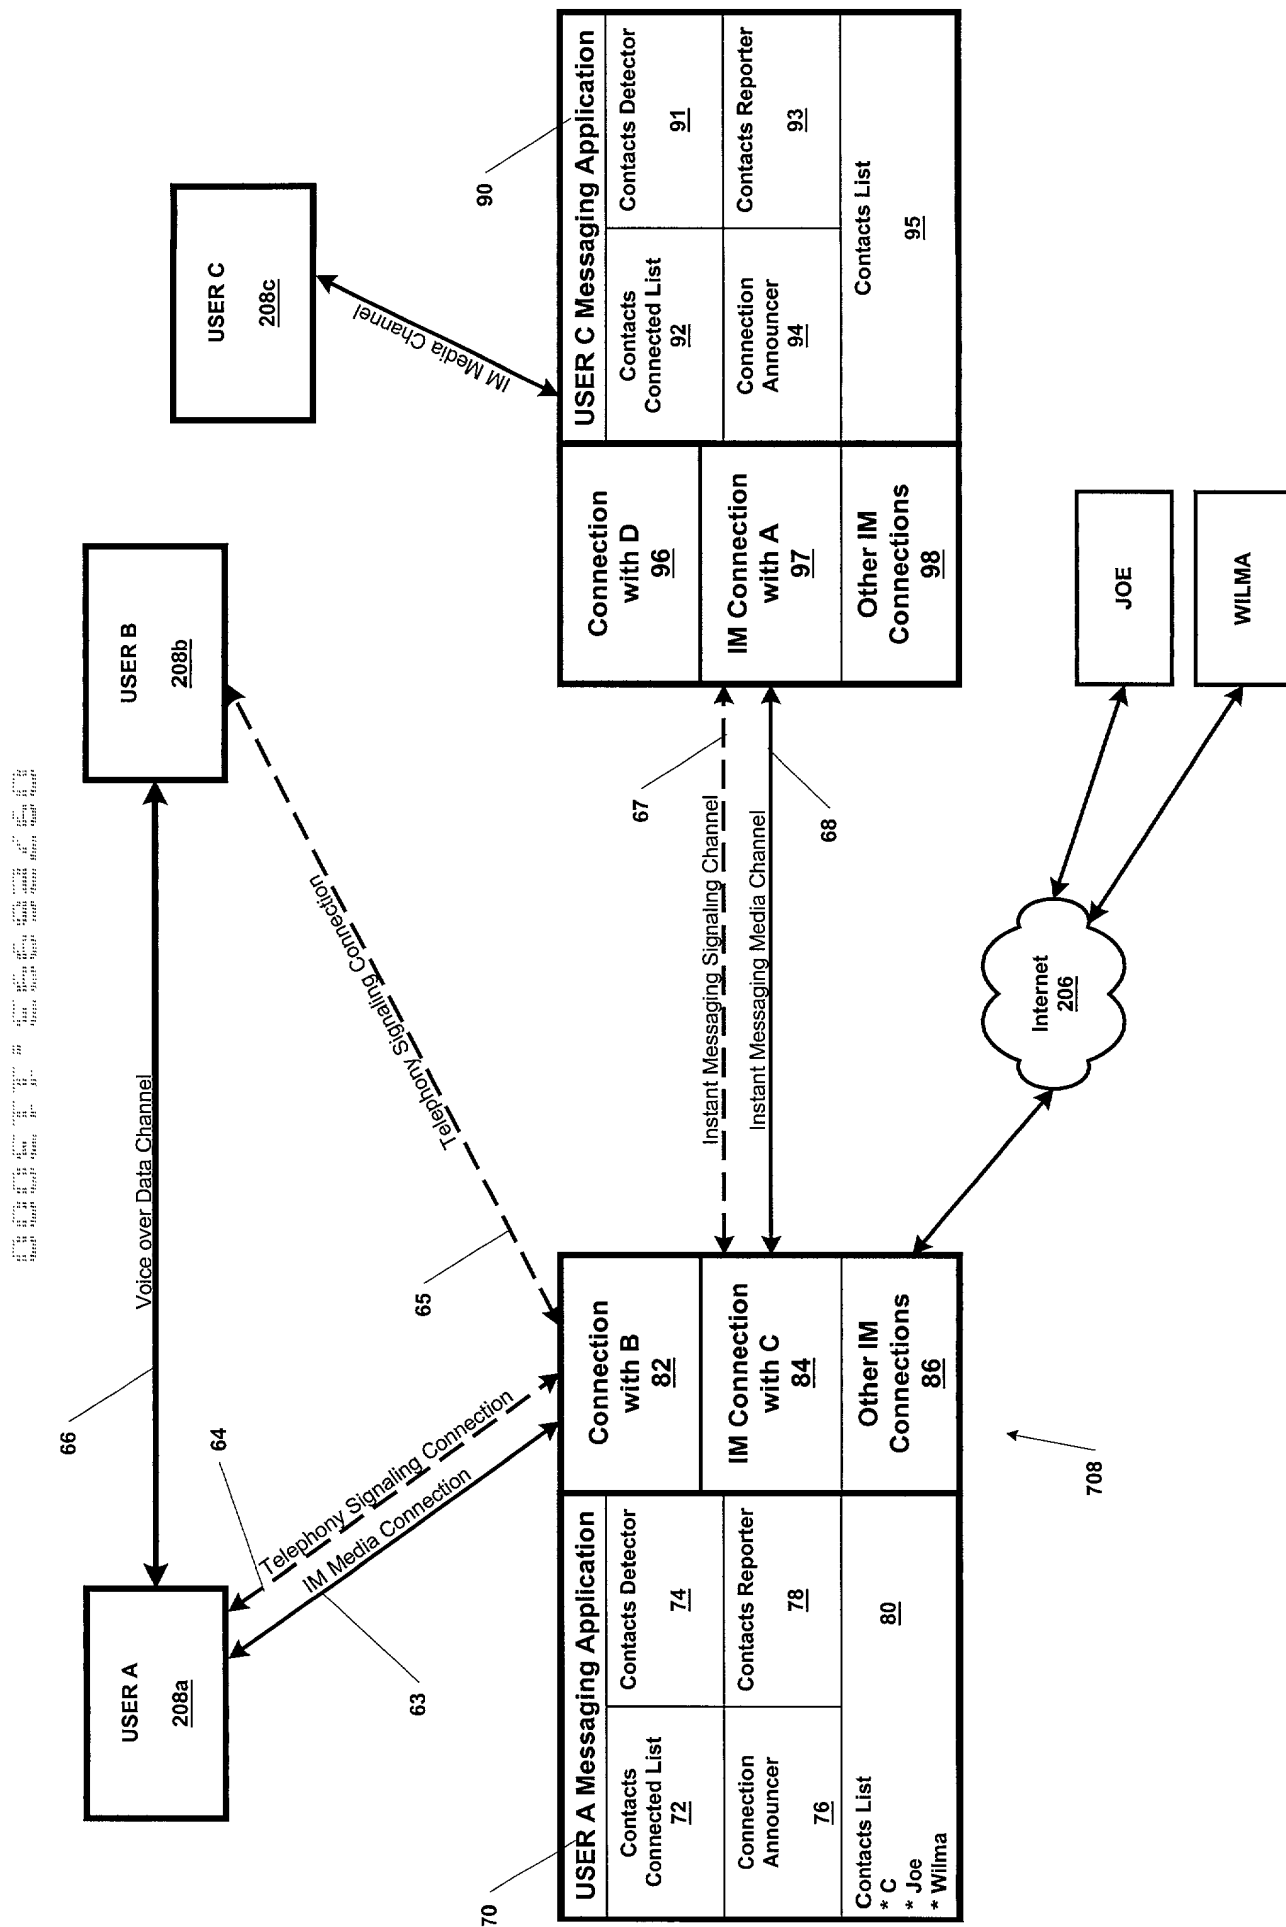 66
Voice over Data Channel
USER A
208a
USER B
208b
USER C
208c
64
63
65
Telephony Signaling Connection
IM Media Connection
Telephony Signaling Connection
IM Media Channel
70
USER A Messaging Application
Contacts
Connected List
72
Contacts Detector
74
Connection
Announcer
76
Contacts Reporter
78
Contacts List
* C
* Joe
* Wilma
80
Connection
with B
82
IM Connection
with C
84
Other IM
Connections
86
708
67
Instant Messaging Signaling Channel
Instant Messaging Media Channel
68
90
Connection
with D
96
IM Connection
with A
97
Other IM
Connections
98
USER C Messaging Application
Contacts
Connected List
92
Contacts Detector
91
Connection
Announcer
94
Contacts Reporter
93
Contacts List
95
Internet
206
JOE
WILMA